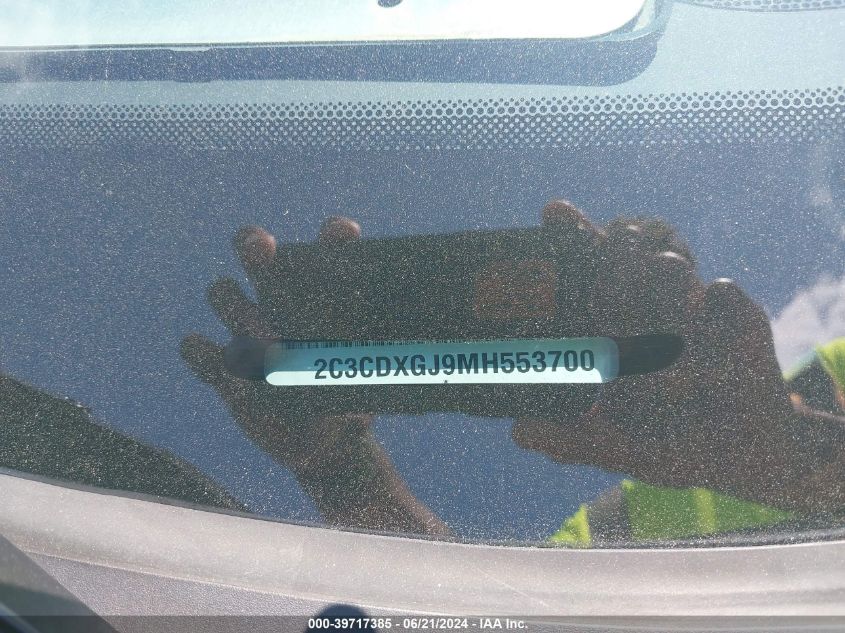 2C3CDXGJ9MH553700
000-39717385 / 06/21/2024 - IAA Inc.